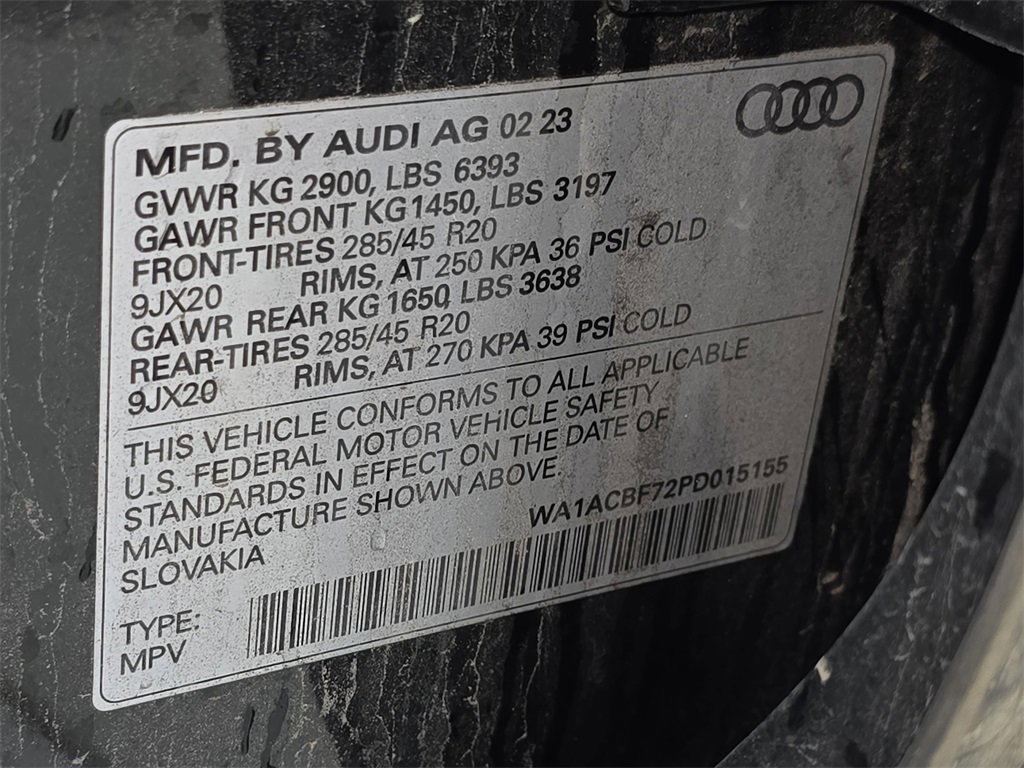 MFD. BY AUDI AG 02 23
GVWR KG 2900, LBS 6393
GAWR FRONT KG1450, LBS 3197
FRONT-TIRES 285/45 R20
9JX20 RIMS, AT 250 KPA 36 PSI COLD
GAWR REAR KG 1650, LBS 3638
REAR-TIRES 285/45 R20
9JX20 RIMS, AT 270 KPA 39 PSI COLD
THIS VEHICLE CONFORMS TO ALL APPLICABLE
U.S. FEDERAL MOTOR VEHICLE SAFETY
STANDARDS IN EFFECT ON THE DATE OF
MANUFACTURE SHOWN ABOVE.
SLOVAKIA WA1ACBF72PD015155
TYPE:
MPV